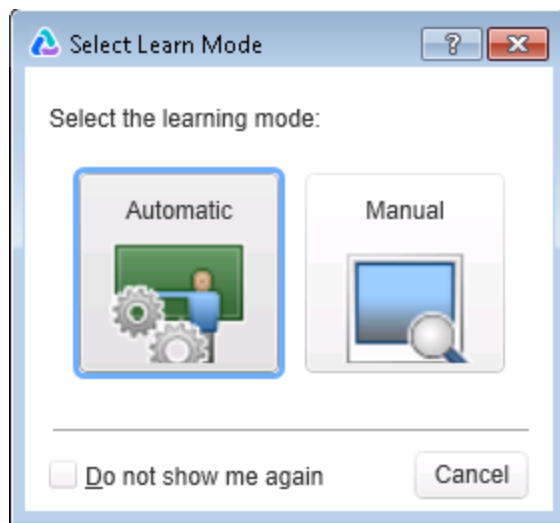 Select Learn Mode
?
Select the learning mode:
Automatic
Manual
Do not show me again
Cancel